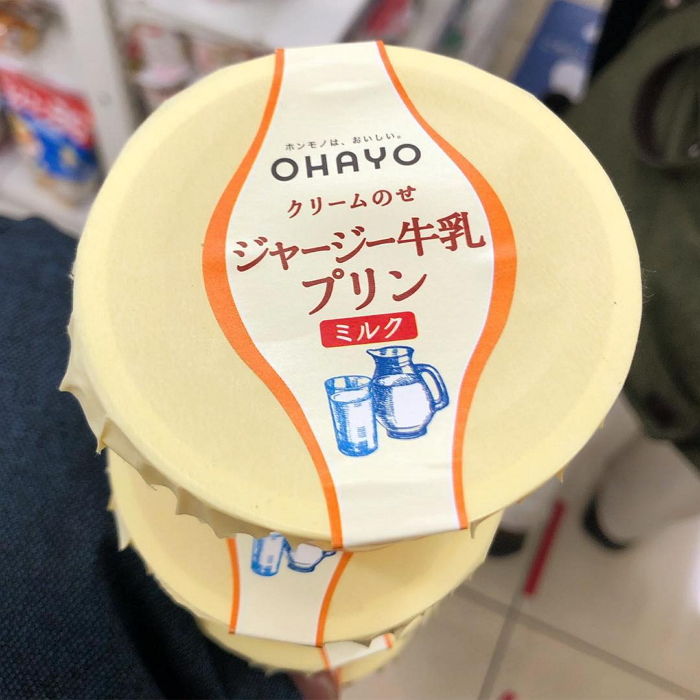 ホンモノは、おいしい。
OHAYO
クリームのせ
ジャージー牛乳
プリン
ミルク